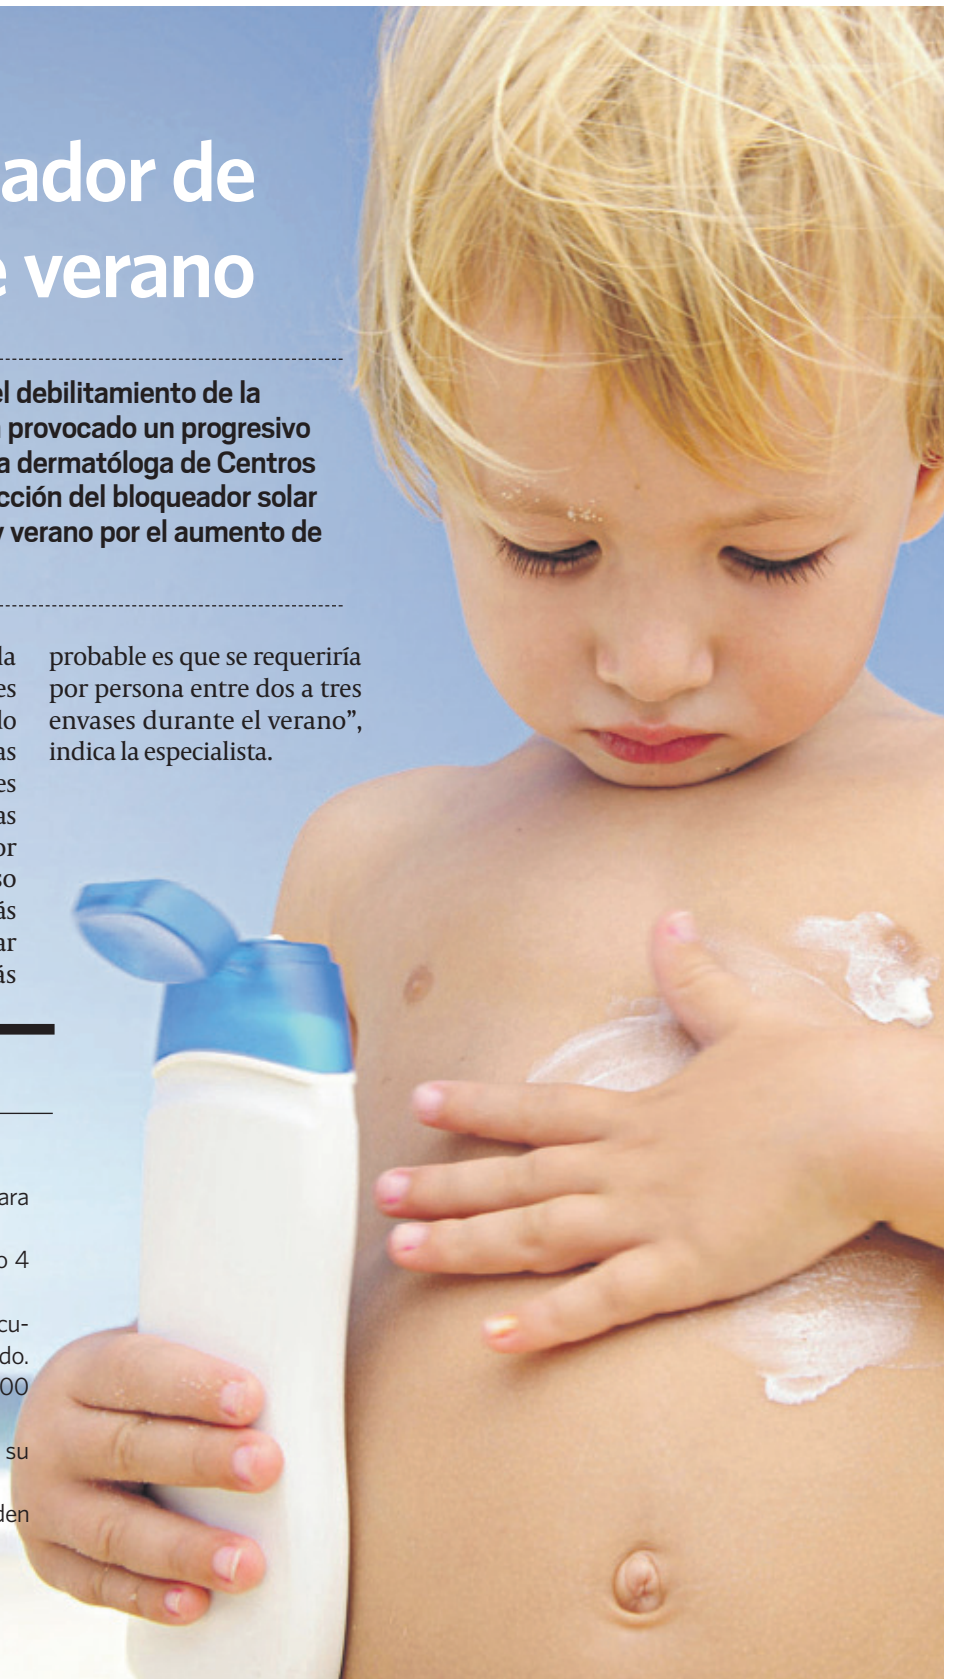 ador de
verano
el debilitamiento de la
provocado un progresivo
a dermatóloga de Centros
cción del bloqueador solar
y verano por el aumento de
la
es
do
as
es
as
or
so
ás
ar
ás
probable es que se requeriría
por persona entre dos a tres
envases durante el verano”,
indica la especialista.
ara
o 4
cu-
do.
00
su
den